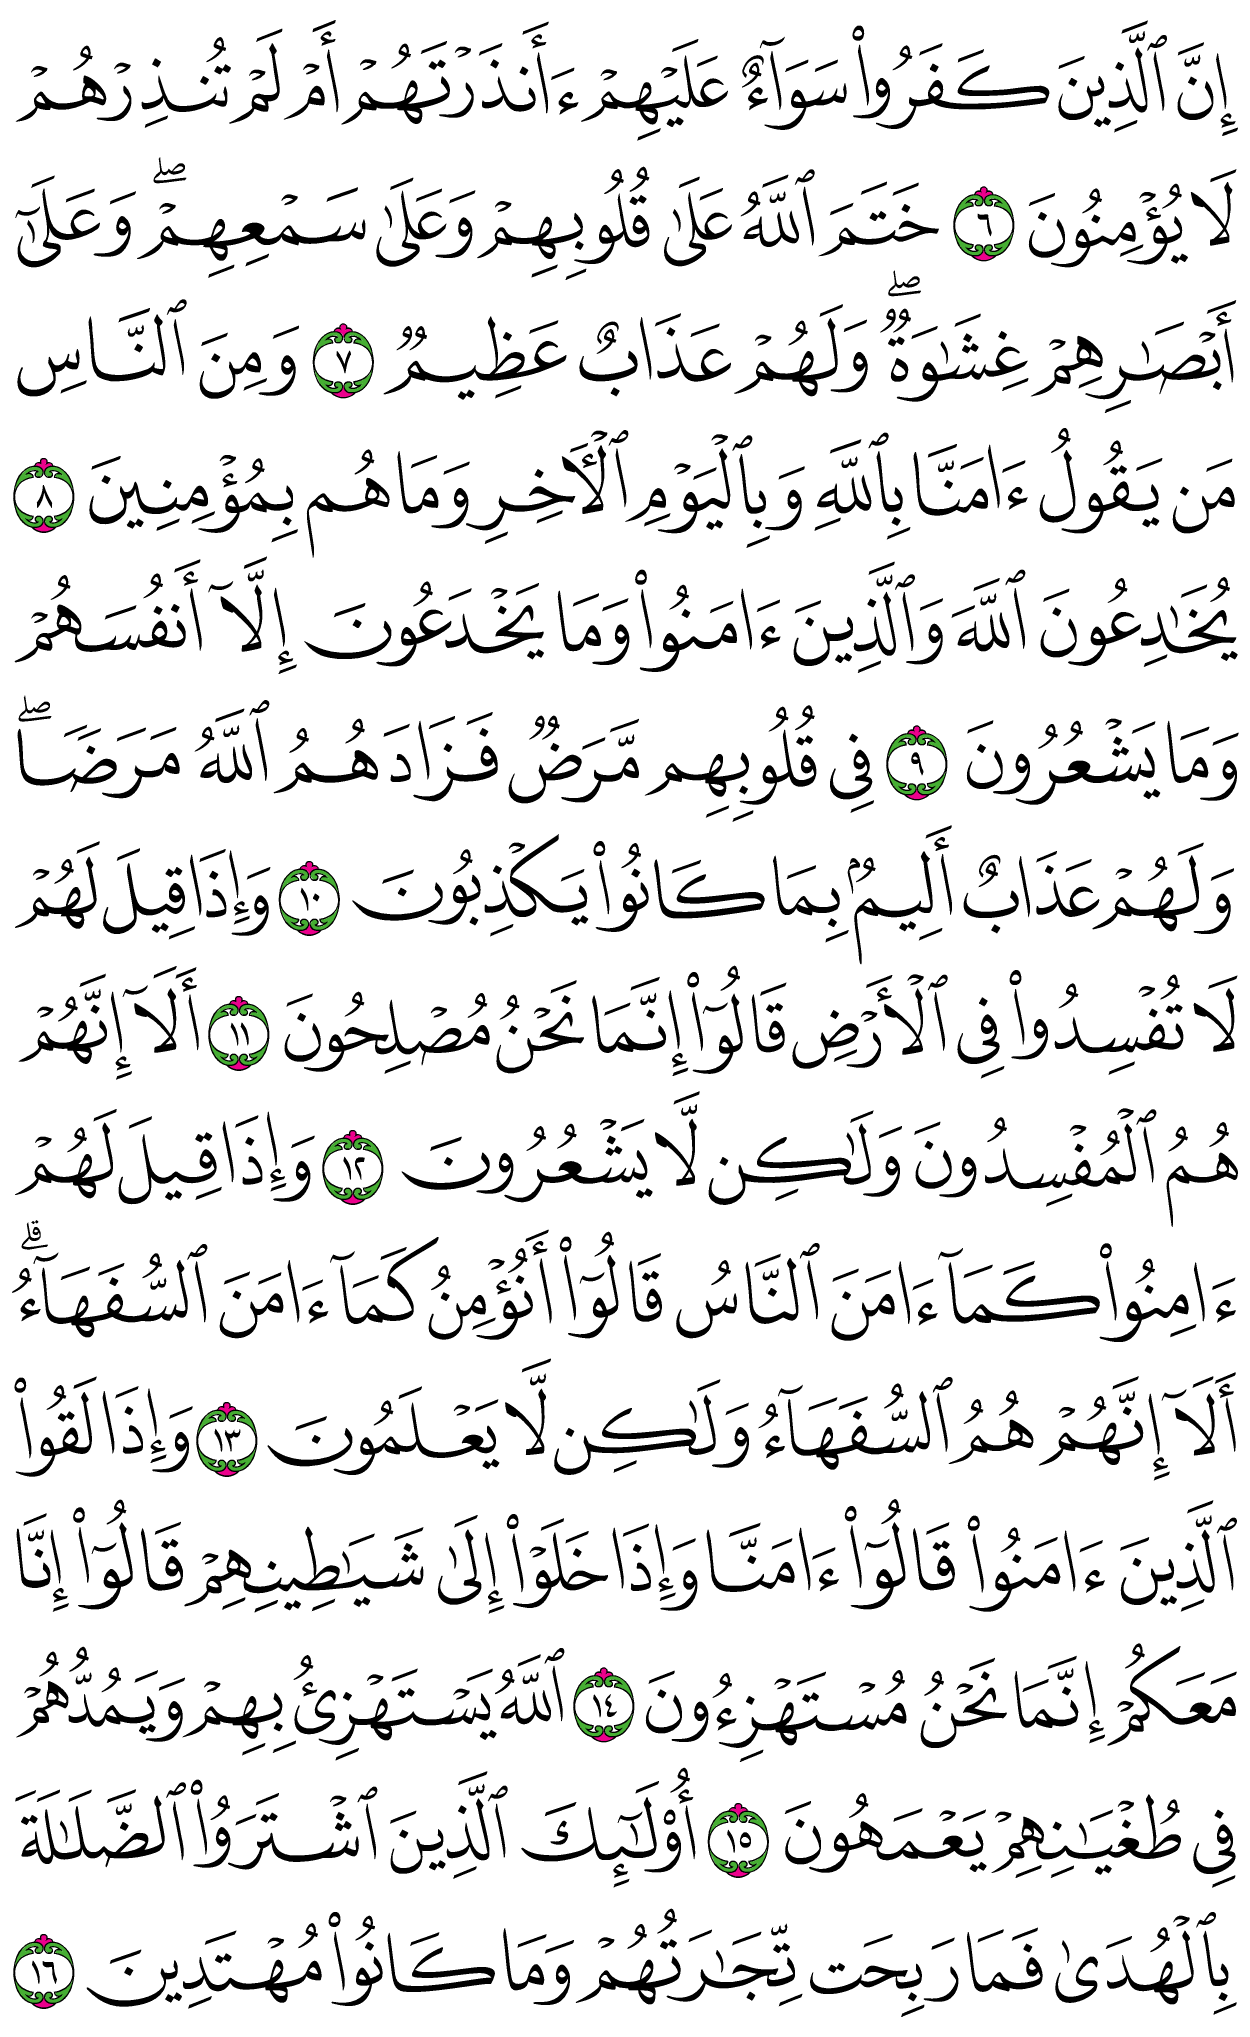 إِنَّ ٱلَّذِينَ كَفَرُواْ سَوَآءٌ عَلَيۡهِمۡ ءَأَنذَرۡتَهُمۡ أَمۡ لَمۡ تُنذِرۡهُمۡ
لَا يُؤۡمِنُونَ ٦ خَتَمَ ٱللَّهُ عَلَىٰ قُلُوبِهِمۡ وَعَلَىٰ سَمۡعِهِمۡۖ وَعَلَىٰٓ
أَبۡصَٰرِهِمۡ غِشَٰوَةٞۖ وَلَهُمۡ عَذَابٌ عَظِيمٞ ٧ وَمِنَ ٱلنَّاسِ
مَن يَقُولُ ءَامَنَّا بِٱللَّهِ وَبِٱلۡيَوۡمِ ٱلۡأٓخِرِ وَمَا هُم بِمُؤۡمِنِينَ ٨
يُخَٰدِعُونَ ٱللَّهَ وَٱلَّذِينَ ءَامَنُواْ وَمَا يَخۡدَعُونَ إِلَّآ أَنفُسَهُمۡ
وَمَا يَشۡعُرُونَ ٩ فِي قُلُوبِهِم مَّرَضٞ فَزَادَهُمُ ٱللَّهُ مَرَضٗاۖ
وَلَهُمۡ عَذَابٌ أَلِيمُۢ بِمَا كَانُواْ يَكۡذِبُونَ ١٠ وَإِذَا قِيلَ لَهُمۡ
لَا تُفۡسِدُواْ فِي ٱلۡأَرۡضِ قَالُوٓاْ إِنَّمَا نَحۡنُ مُصۡلِحُونَ ١١ أَلَآ إِنَّهُمۡ
هُمُ ٱلۡمُفۡسِدُونَ وَلَٰكِن لَّا يَشۡعُرُونَ ١٢ وَإِذَا قِيلَ لَهُمۡ
ءَامِنُواْ كَمَآ ءَامَنَ ٱلنَّاسُ قَالُوٓاْ أَنُؤۡمِنُ كَمَآ ءَامَنَ ٱلسُّفَهَآءُۗ
أَلَآ إِنَّهُمۡ هُمُ ٱلسُّفَهَآءُ وَلَٰكِن لَّا يَعۡلَمُونَ ١٣ وَإِذَا لَقُواْ
ٱلَّذِينَ ءَامَنُواْ قَالُوٓاْ ءَامَنَّا وَإِذَا خَلَوۡاْ إِلَىٰ شَيَٰطِينِهِمۡ قَالُوٓاْ إِنَّا
مَعَكُمۡ إِنَّمَا نَحۡنُ مُسۡتَهۡزِءُونَ ١٤ ٱللَّهُ يَسۡتَهۡزِئُ بِهِمۡ وَيَمُدُّهُمۡ
فِي طُغۡيَٰنِهِمۡ يَعۡمَهُونَ ١٥ أُوْلَٰٓئِكَ ٱلَّذِينَ ٱشۡتَرَوُاْ ٱلضَّلَٰلَةَ
بِٱلۡهُدَىٰ فَمَا رَبِحَت تِّجَٰرَتُهُمۡ وَمَا كَانُواْ مُهۡتَدِينَ ١٦